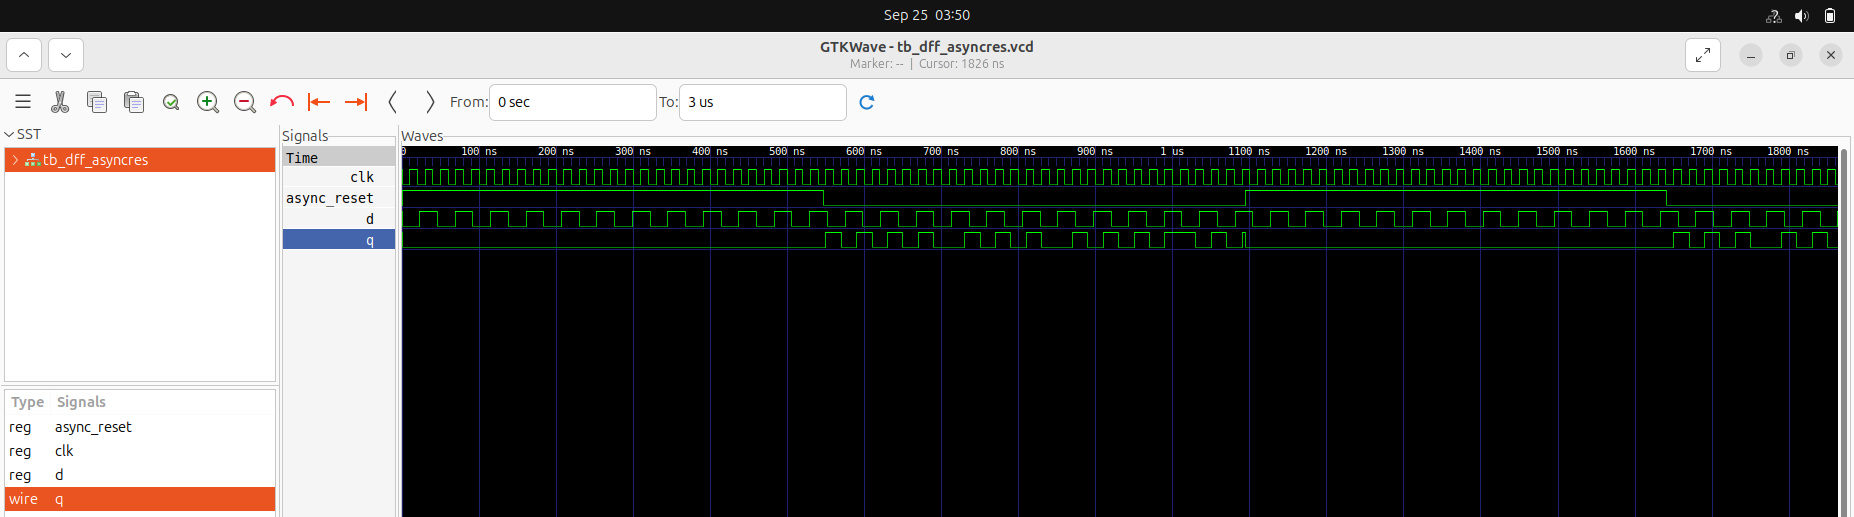 Sep 25 03:50
GTKWave - tb_dff_asyncres.vcd
Marker: -- | Cursor: 1826 ns
From: 0 sec To: 3 us
SST
tb_dff_asyncres
Type Signals
reg async_reset
reg clk
reg d
wire q
Signals
Time
clk
async_reset
d
q
Waves
0 100 ns 200 ns 300 ns 400 ns 500 ns 600 ns 700 ns 800 ns 900 ns 1 us 1100 ns 1200 ns 1300 ns 1400 ns 1500 ns 1600 ns 1700 ns 1800 ns